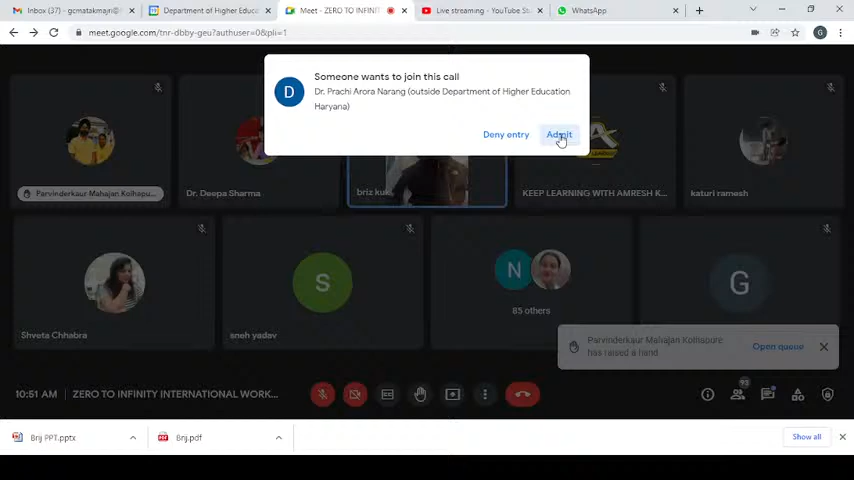 Inbox (37) - gcmatakmajri@
Department of Higher Educa
Meet - ZERO TO INFINIT
Live streaming - YouTube St
WhatsApp
meet.google.com/tnr-dbby-geu?authuser=0&pli=1
G
Someone wants to join this call
D
Dr. Prachi Arora Narang (outside Department of Higher Education
Haryana)
Deny entry
Admit
Parvinderkaur Mahajan Kolhapu...
Dr. Deepa Sharma
briz kuk
KEEP LEARNING WITH AMRESH K...
katuri ramesh
S
N
G
85 others
Shveta Chhabra
sneh yadav
Parvinderkaur Mahajan Kolhapure
has raised a hand
Open queue
10:51 AM | ZERO TO INFINITY INTERNATIONAL WORK...
93
Brij PPT.pptx
Brij.pdf
PDF
Show all